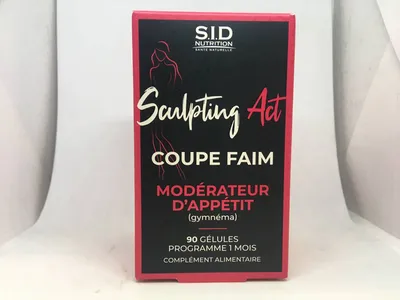 S.I.D
NUTRITION
SANTÉ NATURELLE
Sculpting Act
COUPE FAIM
MODÉRATEUR
D'APPÉTIT
(gymnéma)
90 GÉLULES
PROGRAMME 1 MOIS
COMPLÉMENT ALIMENTAIRE